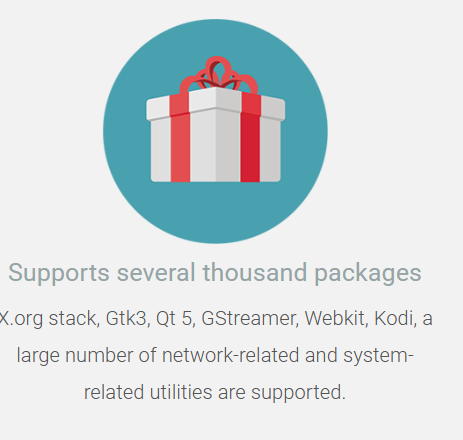 Supports several thousand packages
X.org stack, Gtk3, Qt 5, GStreamer, Webkit, Kodi, a
large number of network-related and system-
related utilities are supported.